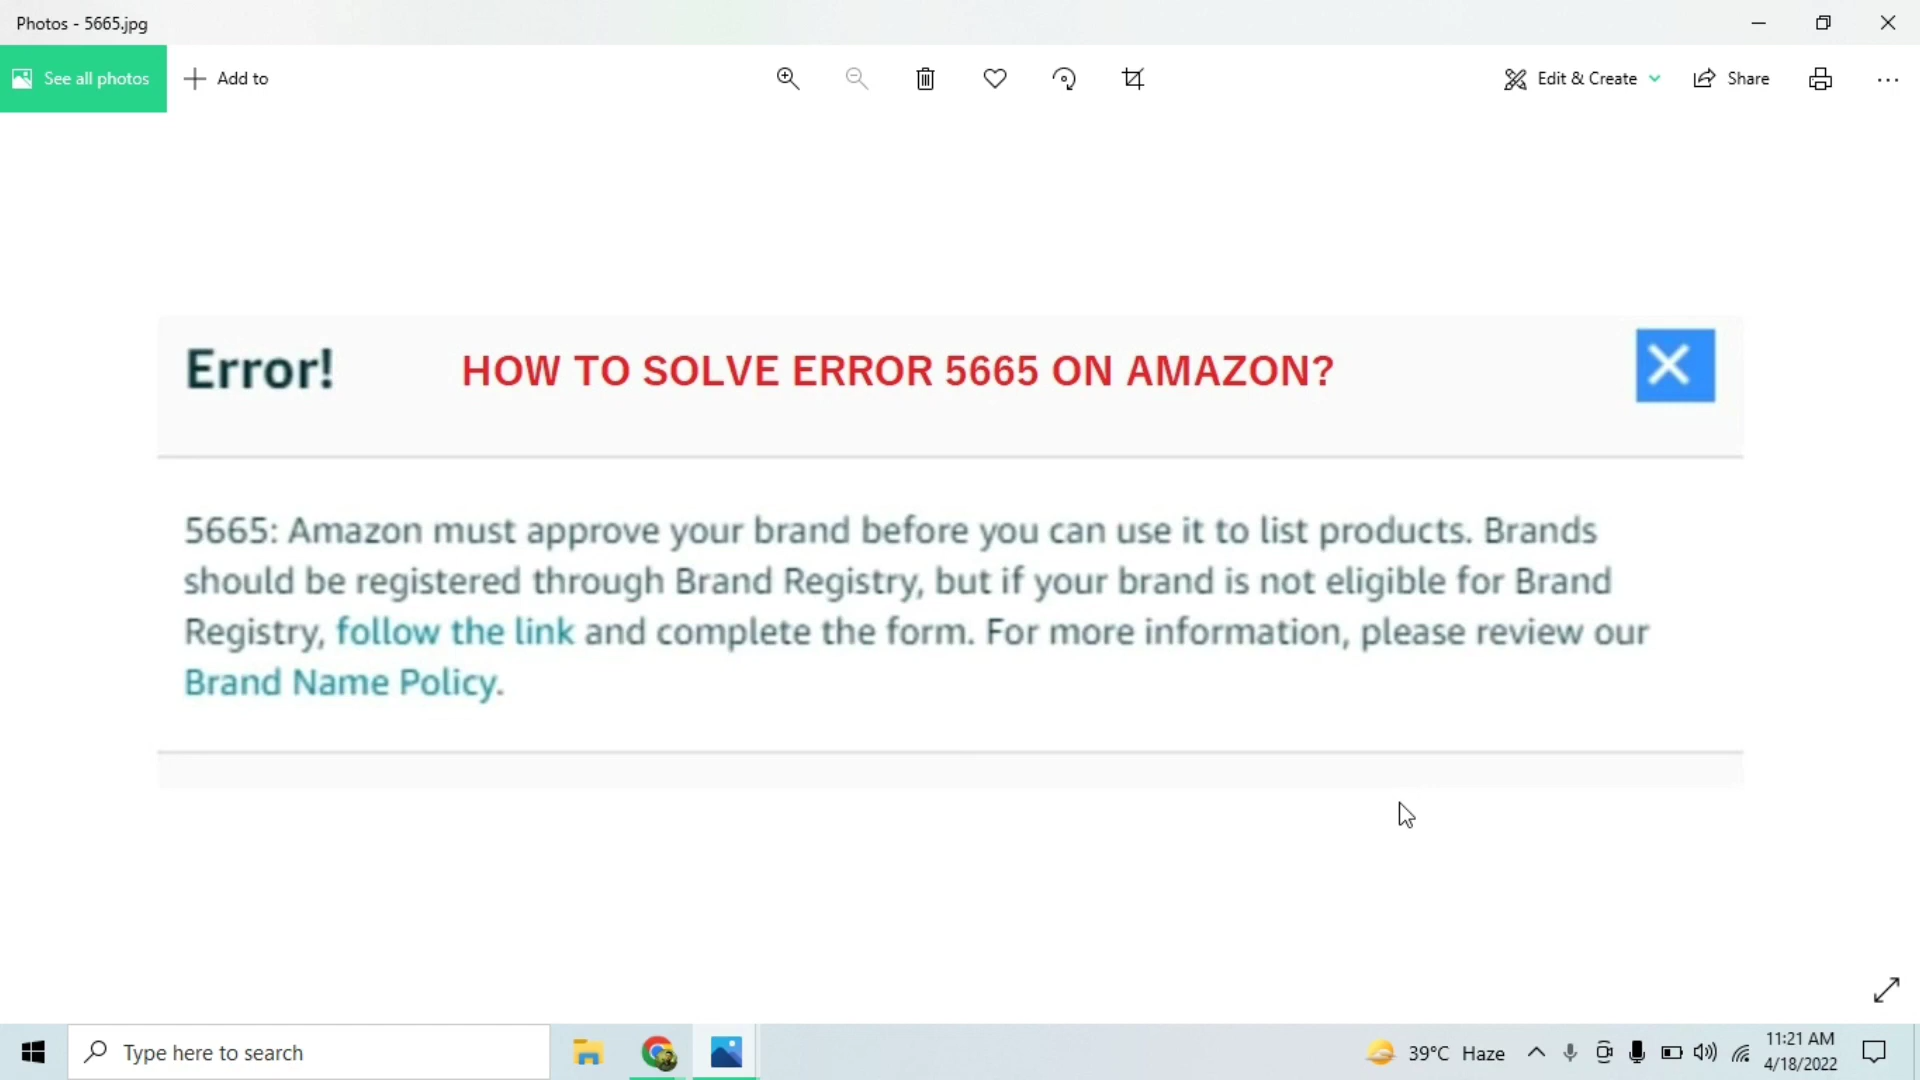 Photos - 5665.jpg
See all photos
Add to
Edit & Create
Share
Error!
HOW TO SOLVE ERROR 5665 ON AMAZON?
5665: Amazon must approve your brand before you can use it to list products. Brands
should be registered through Brand Registry, but if your brand is not eligible for Brand
Registry, follow the link and complete the form. For more information, please review our
Brand Name Policy.
Type here to search
39°C Haze
11:21 AM
4/18/2022